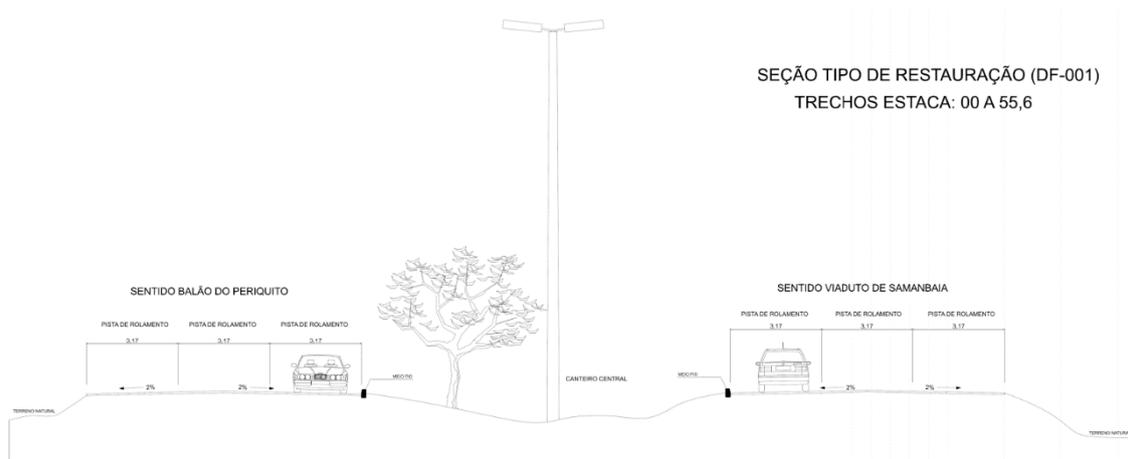 SEÇÃO TIPO DE RESTAURAÇÃO (DF-001)
TRECHOS ESTACA: 00 A 55,6
SENTIDO BALÃO DO PERIQUITO
PISTA DE ROLAMENTO PISTA DE ROLAMENTO PISTA DE ROLAMENTO
3,17 3,17 3,17
2% 2%
MEIO FIO
TERRENO NATURAL
CANTEIRO CENTRAL
SENTIDO VIADUTO DE SAMANBAIA
PISTA DE ROLAMENTO PISTA DE ROLAMENTO PISTA DE ROLAMENTO
3,17 3,17 3,17
MEIO FIO
2% 2%
TERRENO NATURAL